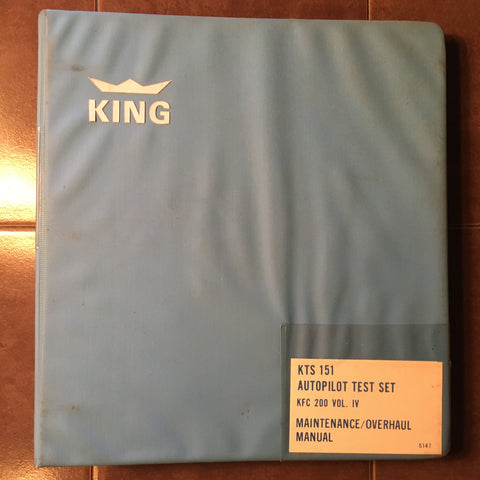 KING
KTS 151
AUTOPILOT TEST SET
KFC 200 VOL. IV
MAINTENANCE/OVERHAUL
MANUAL
5147